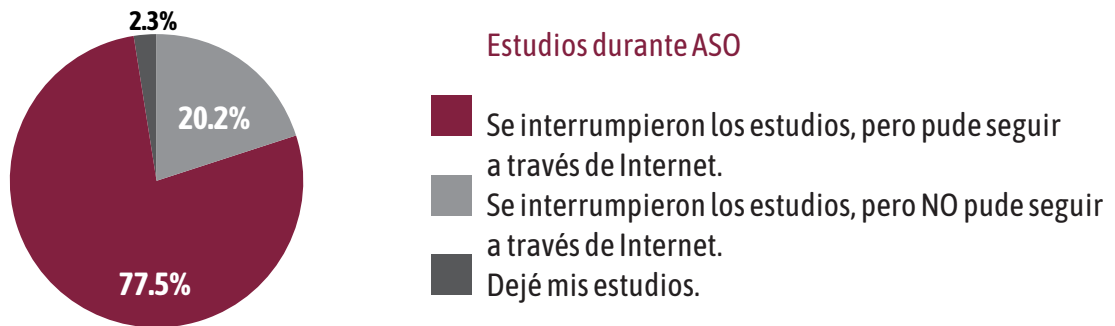 2.3%
20.2%
77.5%
Estudios durante ASO
Se interrumpieron los estudios, pero pude seguir
a través de Internet.
Se interrumpieron los estudios, pero NO pude seguir
a través de Internet.
Dejé mis estudios.